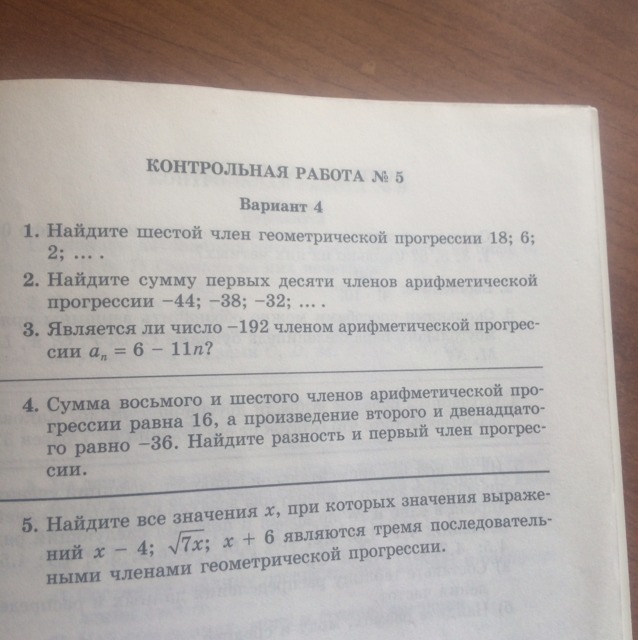 КОНТРОЛЬНАЯ РАБОТА № 5
Вариант 4
1. Найдите шестой член геометрической прогрессии 18; 6;
2; ... .
2. Найдите сумму первых десяти членов арифметической
прогрессии −44; −38; −32; ... .
3. Является ли число −192 членом арифметической прогрес-
сии aₙ = 6 − 11n?
4. Сумма восьмого и шестого членов арифметической про-
грессии равна 16, а произведение второго и двенадцато-
го равно −36. Найдите разность и первый член прогрес-
сии.
5. Найдите все значения x, при которых значения выраже-
ний x − 4; √7x; x + 6 являются тремя последователь-
ными членами геометрической прогрессии.